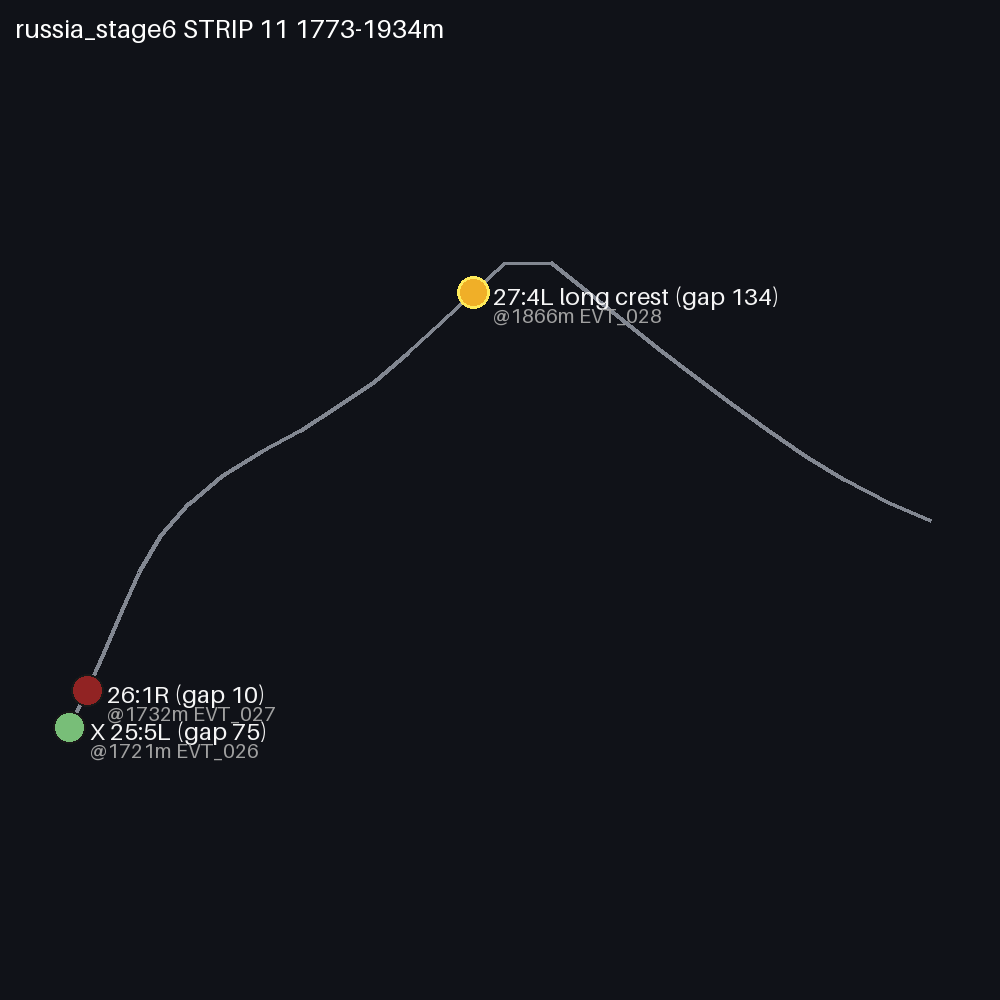 russia_stage6 STRIP 11 1773-1934m
27:4L long crest (gap 134)
@1866m EVT_028
26:1R (gap 10)
@1732m EVT_027
X 25:5L (gap 75)
@1721m EVT_026